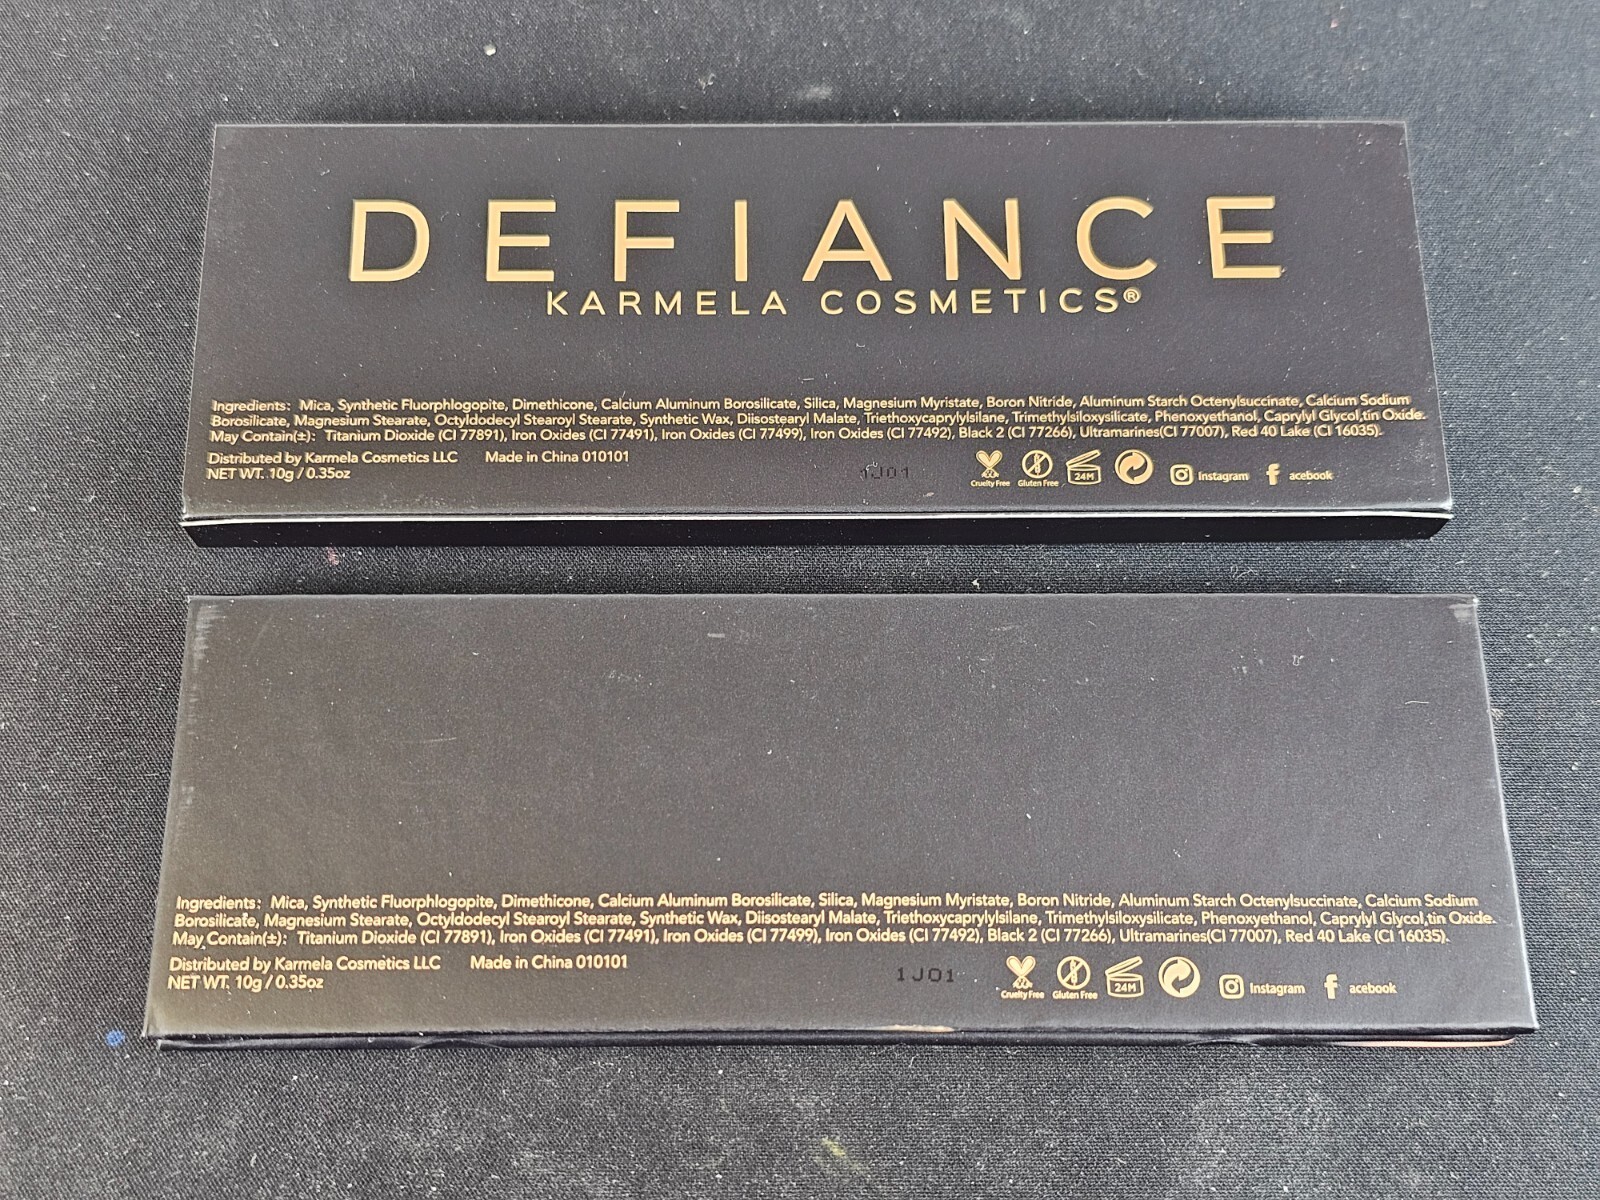 DEFIANCE
KARMELA COSMETICS®
Ingredients: Mica, Synthetic Fluorphlogopite, Dimethicone, Calcium Aluminum Borosilicate, Silica, Magnesium Myristate, Boron Nitride, Aluminum Starch Octenylsuccinate, Calcium Sodium
Borosilicate, Magnesium Stearate, Octyldodecyl Stearoyl Stearate, Synthetic Wax, Diisostearyl Malate, Triethoxycaprylylsilane, Trimethylsiloxysilicate, Phenoxyethanol, Caprylyl Glycol,tin Oxide.
May Contain(±): Titanium Dioxide (CI 77891), Iron Oxides (CI 77491), Iron Oxides (CI 77499), Iron Oxides (CI 77492), Black 2 (CI 77266), Ultramarines(CI 77007), Red 40 Lake (CI 16035).
Distributed by Karmela Cosmetics LLC Made in China 010101
NET WT. 10g / 0.35oz
1J01
Cruelty Free Gluten Free 24M Instagram facebook
Ingredients: Mica, Synthetic Fluorphlogopite, Dimethicone, Calcium Aluminum Borosilicate, Silica, Magnesium Myristate, Boron Nitride, Aluminum Starch Octenylsuccinate, Calcium Sodium
Borosilicate, Magnesium Stearate, Octyldodecyl Stearoyl Stearate, Synthetic Wax, Diisostearyl Malate, Triethoxycaprylylsilane, Trimethylsiloxysilicate, Phenoxyethanol, Caprylyl Glycol,tin Oxide.
May Contain(±): Titanium Dioxide (CI 77891), Iron Oxides (CI 77491), Iron Oxides (CI 77499), Iron Oxides (CI 77492), Black 2 (CI 77266), Ultramarines(CI 77007), Red 40 Lake (CI 16035).
Distributed by Karmela Cosmetics LLC Made in China 010101
NET WT. 10g / 0.35oz
1J01
Cruelty Free Gluten Free 24M Instagram facebook